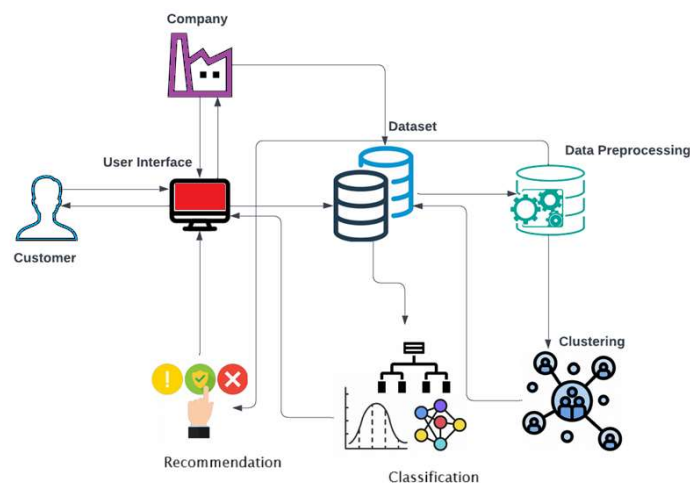 Company
Dataset
User Interface
Data Preprocessing
Customer
Clustering
Recommendation
Classification